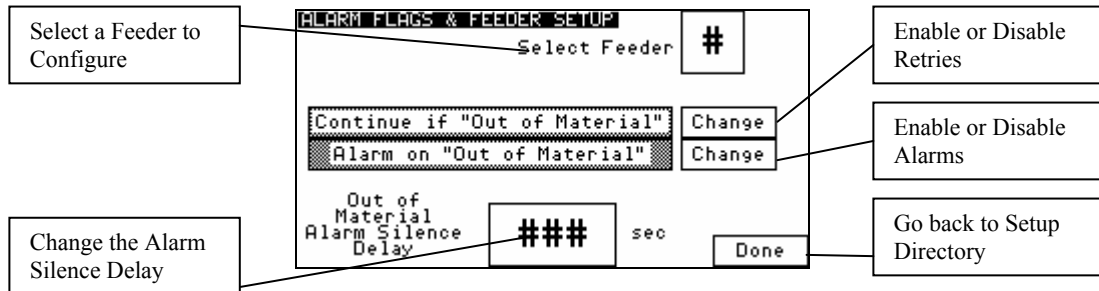 Select a Feeder to
Configure
ALARM FLAGS & FEEDER SETUP
Select Feeder
#
Enable or Disable
Retries
Continue if "Out of Material"
Change
Alarm on "Out of Material"
Change
Enable or Disable
Alarms
Out of
Material
Alarm Silence
Delay
###
sec
Done
Change the Alarm
Silence Delay
Go back to Setup
Directory